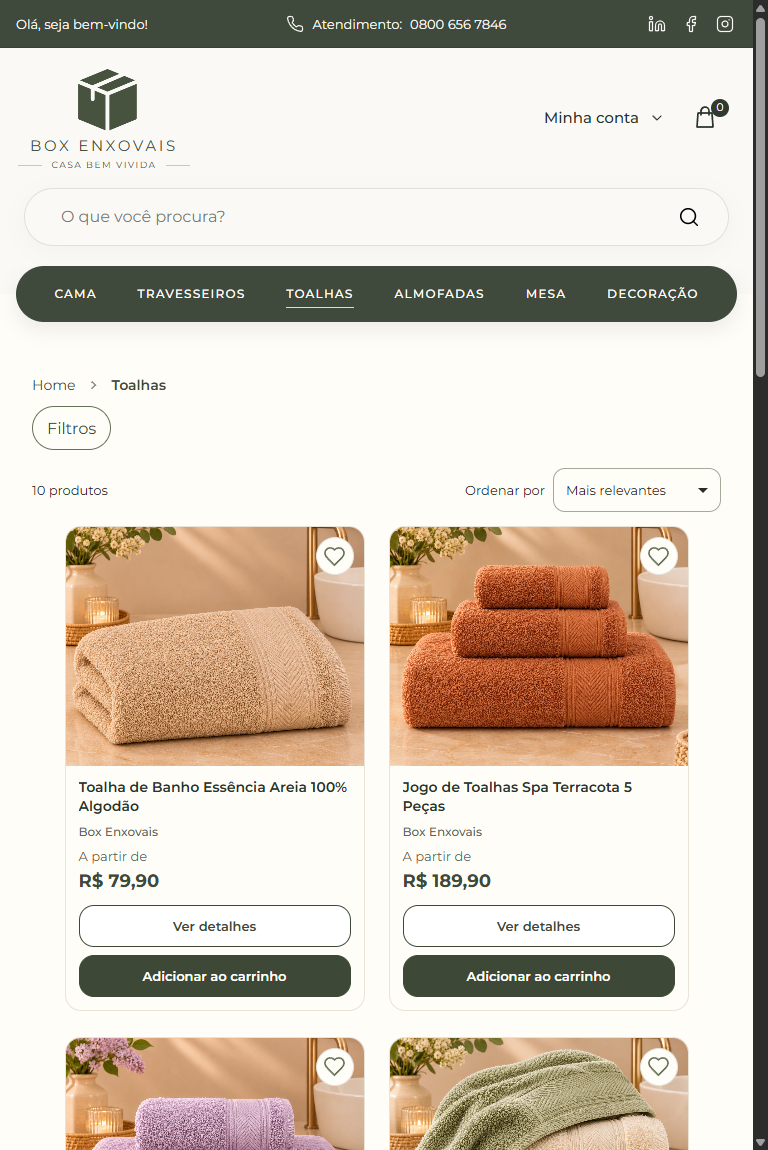 Olá, seja bem-vindo!
Atendimento: 0800 656 7846
BOX ENXOVAIS
CASA BEM VIVIDA
Minha conta
0
O que você procura?
CAMA TRAVESSEIROS TOALHAS ALMOFADAS MESA DECORAÇÃO
Home > Toalhas
Filtros
10 produtos
Ordenar por Mais relevantes
Toalha de Banho Essência Areia 100%
Algodão
Box Enxovais
A partir de
R$ 79,90
Ver detalhes
Adicionar ao carrinho
Jogo de Toalhas Spa Terracota 5
Peças
Box Enxovais
A partir de
R$ 189,90
Ver detalhes
Adicionar ao carrinho